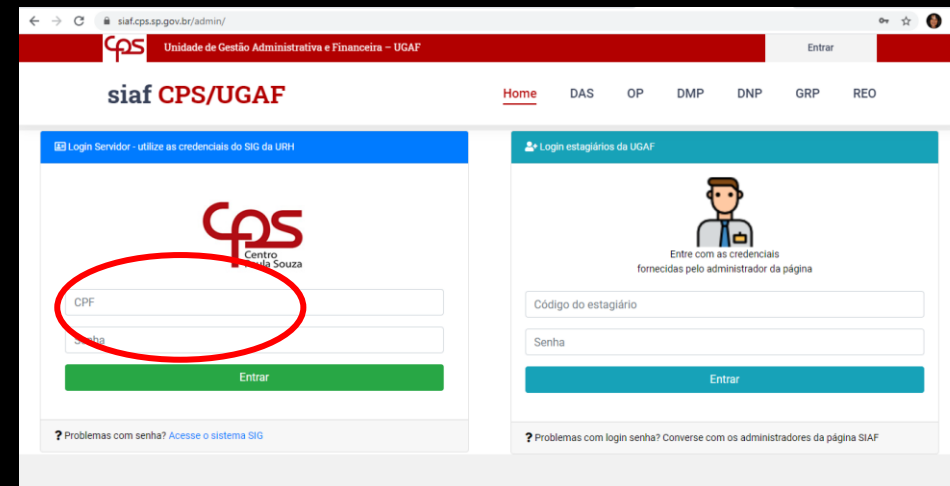 siaf.cps.sp.gov.br/admin/
CPS Unidade de Gestão Administrativa e Financeira – UGAF
Entrar
siaf CPS/UGAF
Home DAS OP DMP DNP GRP REO
Login Servidor - utilize as credenciais do SIG da URH
cps
Centro
Paula Souza
CPF
Senha
Entrar
? Problemas com senha? Acesse o sistema SIG
Login estagiários da UGAF
Entre com as credenciais
fornecidas pelo administrador da página
Código do estagiário
Senha
Entrar
? Problemas com login senha? Converse com os administradores da página SIAF